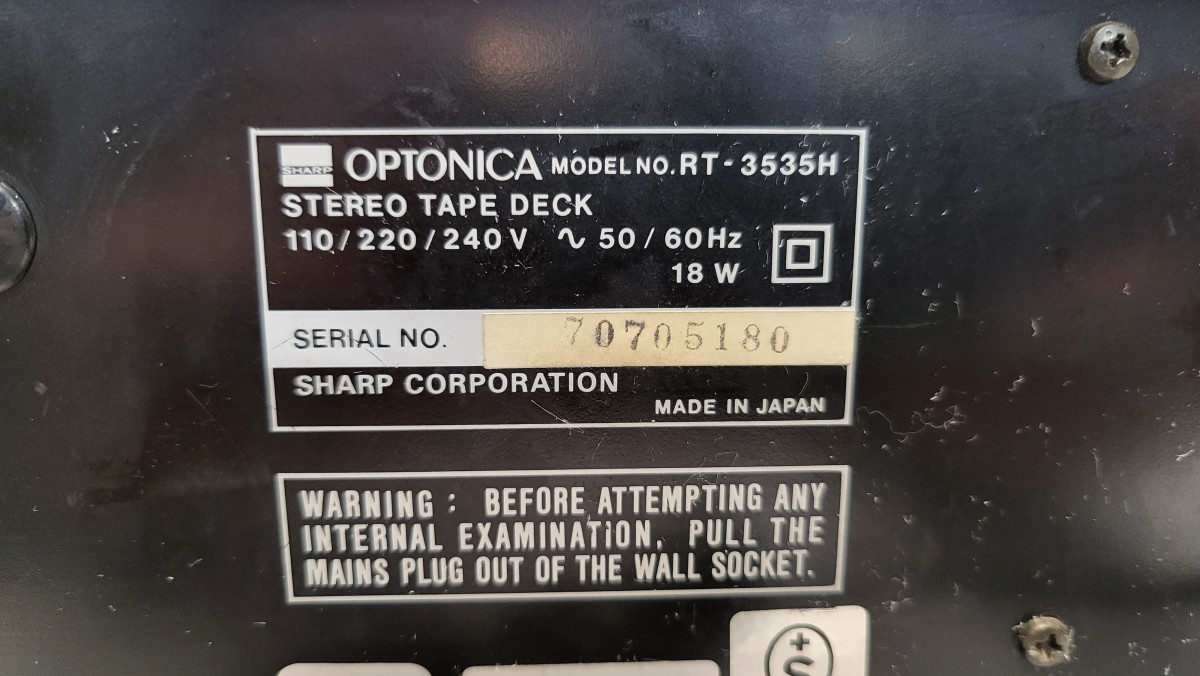 SHARP OPTONICA MODEL NO. RT-3535H
STEREO TAPE DECK
110/220/240V ∿ 50/60Hz
18 W
SERIAL NO. 70705180
SHARP CORPORATION
MADE IN JAPAN
WARNING : BEFORE ATTEMPTING ANY
INTERNAL EXAMINATION, PULL THE
MAINS PLUG OUT OF THE WALL SOCKET.
+S